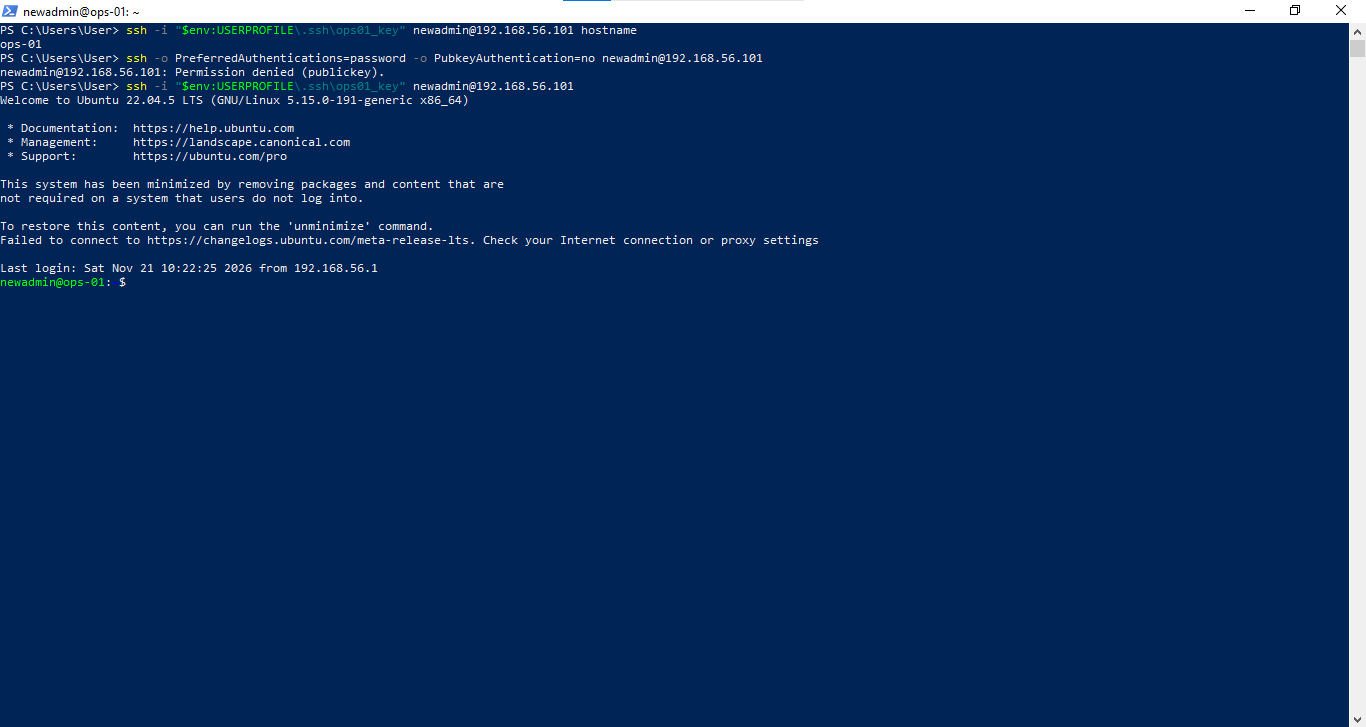 newadmin@ops-01: ~
PS C:\Users\User> ssh -i "$env:USERPROFILE\.ssh\ops01_key" newadmin@192.168.56.101 hostname
ops-01
PS C:\Users\User> ssh -o PreferredAuthentications=password -o PubkeyAuthentication=no newadmin@192.168.56.101
newadmin@192.168.56.101: Permission denied (publickey).
PS C:\Users\User> ssh -i "$env:USERPROFILE\.ssh\ops01_key" newadmin@192.168.56.101
Welcome to Ubuntu 22.04.5 LTS (GNU/Linux 5.15.0-191-generic x86_64)

 * Documentation:  https://help.ubuntu.com
 * Management:     https://landscape.canonical.com
 * Support:        https://ubuntu.com/pro

This system has been minimized by removing packages and content that are
not required on a system that users do not log into.

To restore this content, you can run the 'unminimize' command.
Failed to connect to https://changelogs.ubuntu.com/meta-release-lts. Check your Internet connection or proxy settings

Last login: Sat Nov 21 10:22:25 2026 from 192.168.56.1
newadmin@ops-01: $